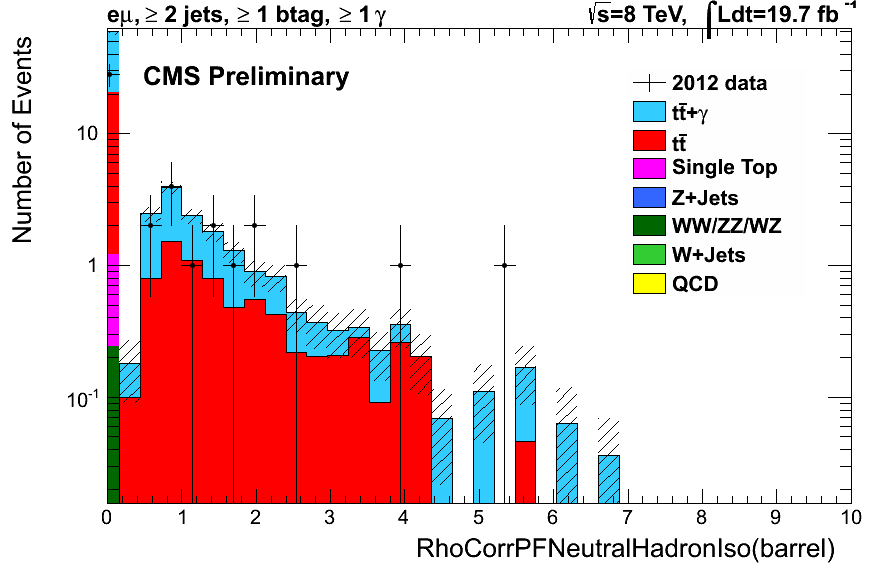 eμ, ≥ 2 jets, ≥ 1 btag, ≥ 1 γ
√s=8 TeV, ∫Ldt=19.7 fb⁻¹
CMS Preliminary
2012 data
tt̄+γ
tt̄
Single Top
Z+Jets
WW/ZZ/WZ
W+Jets
QCD
Number of Events
10
1
10⁻¹
0 1 2 3 4 5 6 7 8 9 10
RhoCorrPFNeutralHadronIso(barrel)